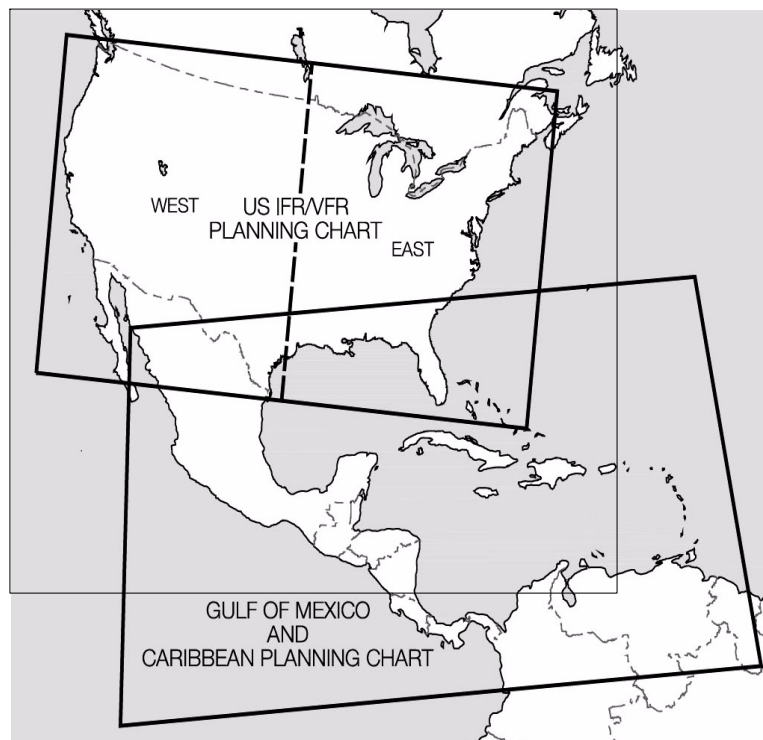 WEST
US IFR/VFR
PLANNING CHART
EAST
GULF OF MEXICO
AND
CARIBBEAN PLANNING CHART